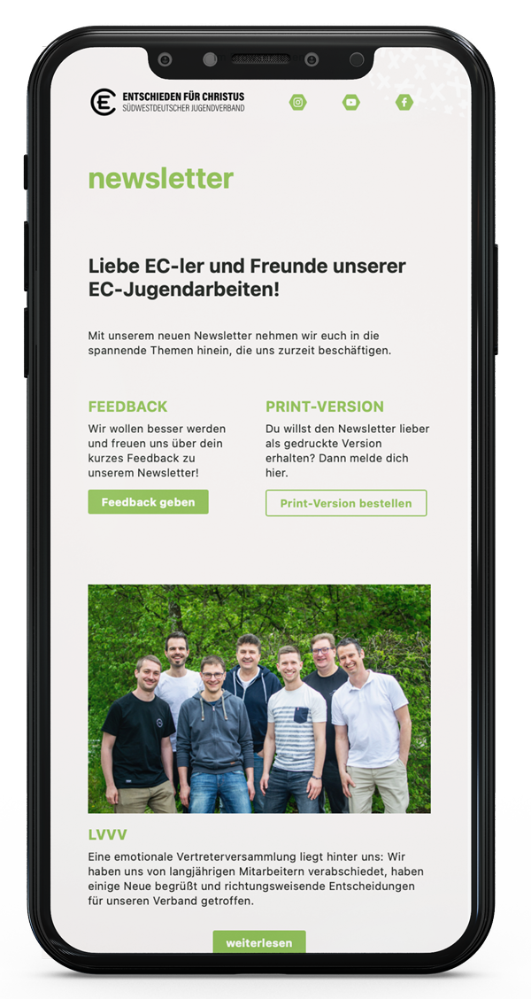 ENTSCHIEDEN FÜR CHRISTUS
SÜDWESTDEUTSCHER JUGENDVERBAND
newsletter
Liebe EC-ler und Freunde unserer
EC-Jugendarbeiten!
Mit unserem neuen Newsletter nehmen wir euch in die
spannende Themen hinein, die uns zurzeit beschäftigen.
FEEDBACK
Wir wollen besser werden
und freuen uns über dein
kurzes Feedback zu
unserem Newsletter!
Feedback geben
PRINT-VERSION
Du willst den Newsletter lieber
als gedruckte Version
erhalten? Dann melde dich
hier.
Print-Version bestellen
LVVV
Eine emotionale Vertreterversammlung liegt hinter uns: Wir
haben uns von langjährigen Mitarbeitern verabschiedet, haben
einige Neue begrüßt und richtungsweisende Entscheidungen
für unseren Verband getroffen.
weiterlesen